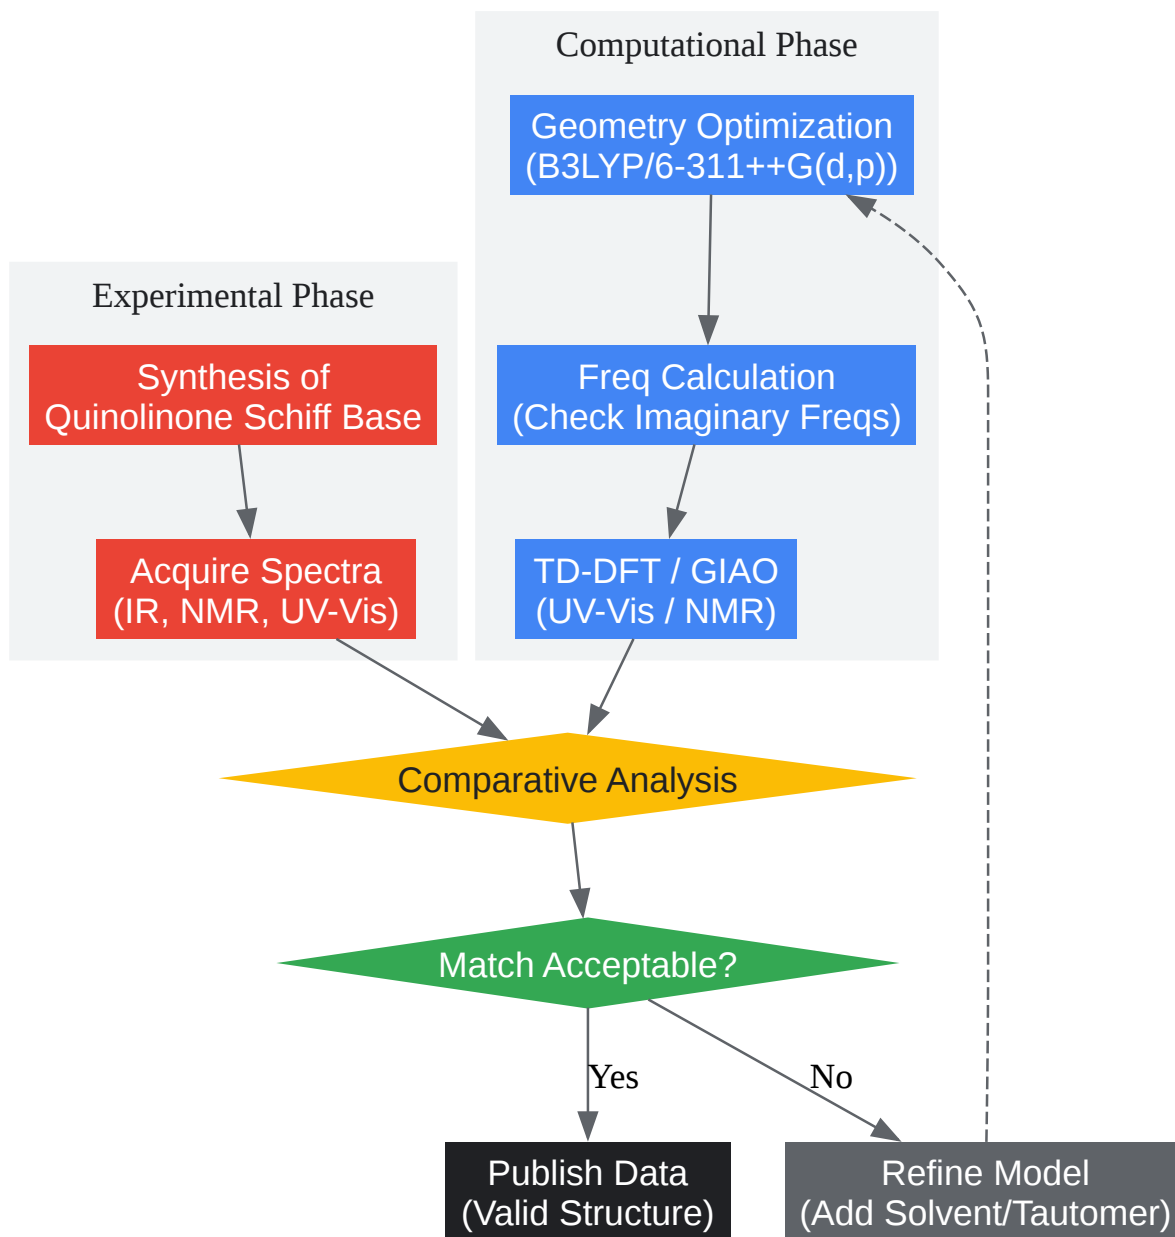 Computational Phase
Geometry Optimization
(B3LYP/6-311++G(d,p))
Experimental Phase
Synthesis of
Quinolinone Schiff Base
Freq Calculation
(Check Imaginary Freqs)
Acquire Spectra
(IR, NMR, UV-Vis)
TD-DFT / GIAO
(UV-Vis / NMR)
Comparative Analysis
Match Acceptable?
Yes
No
Publish Data
(Valid Structure)
Refine Model
(Add Solvent/Tautomer)